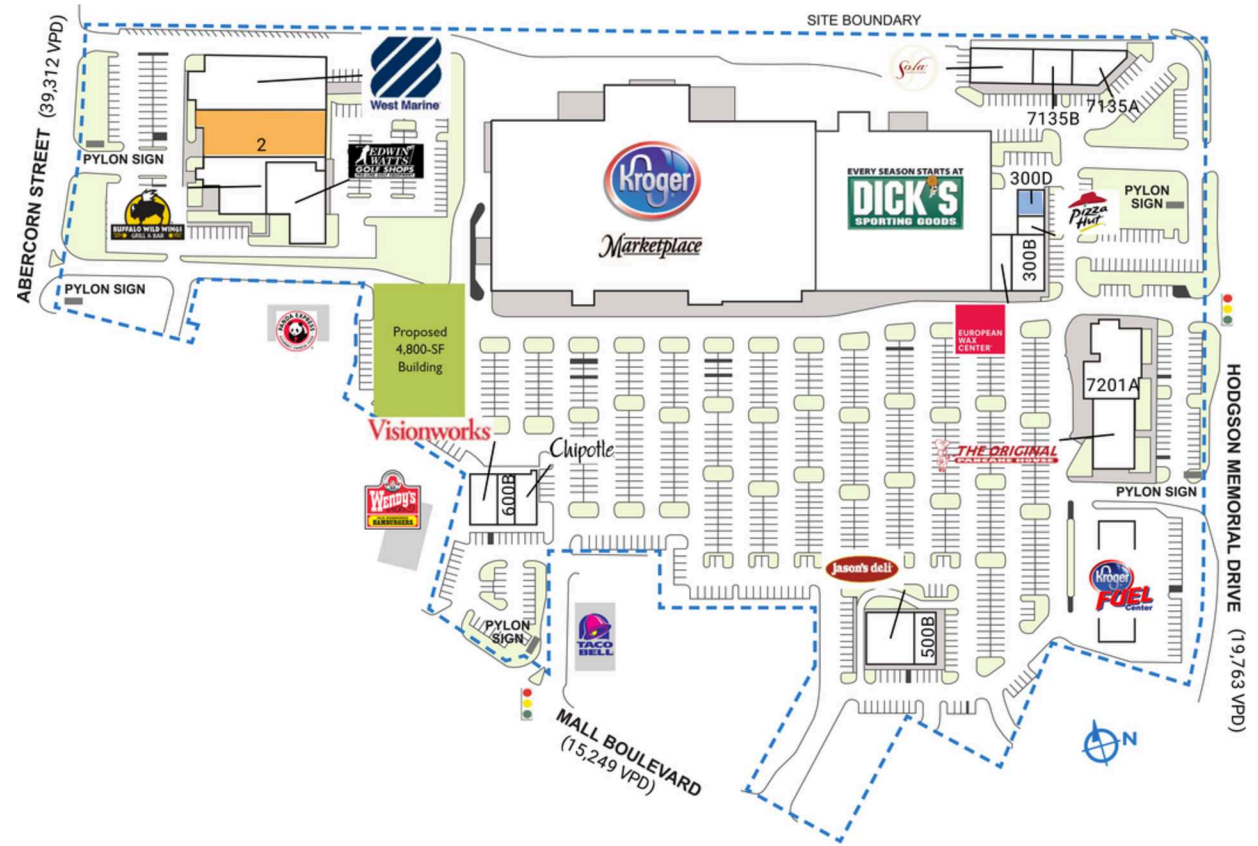 SITE BOUNDARY
ABERCORN STREET (39,312 VPD)
West Marine
Sola
7135B
7135A
2
PYLON SIGN
EDWIN WATTS
GOLF SHOPS
BUFFALO WILD WINGS
GRILL & BAR
Kroger
Marketplace
EVERY SEASON STARTS AT
DICK'S
SPORTING GOODS
300D
Pizza
Hut
PYLON
SIGN
300B
PYLON SIGN
PANDA EXPRESS
Proposed
4,800-SF
Building
EUROPEAN
WAX
CENTER
7201A
HODGSON MEMORIAL DRIVE (19,763 VPD)
Visionworks
Chipotle
THE ORIGINAL
PANCAKE HOUSE
PYLON SIGN
WENDY'S
OLD FASHIONED
HAMBURGERS
600B
jason's deli
Kroger
FUEL
Center
PYLON
SIGN
TACO
BELL
500B
MALL BOULEVARD
(15,249 VPD)
N